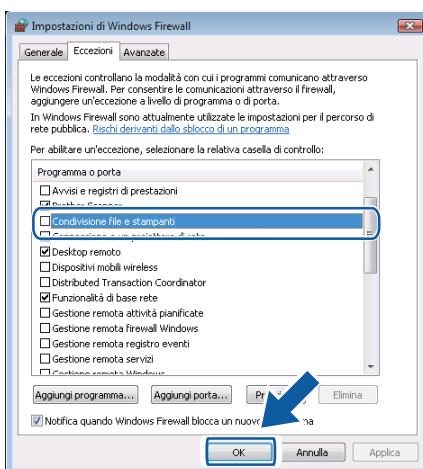 Impostazioni di Windows Firewall
Generale Eccezioni Avanzate
Le eccezioni controllano la modalità con cui i programmi comunicano attraverso
Windows Firewall. Per consentire le comunicazioni attraverso il firewall,
aggiungere un'eccezione a livello di programma o di porta.
In Windows Firewall sono attualmente utilizzate le impostazioni per il percorso di
rete pubblica. Rischi derivanti dallo sblocco di un programma
Per abilitare un'eccezione, selezionare la relativa casella di controllo:
Programma o porta
Avvisi e registri di prestazioni
Brother Scanner
Condivisione file e stampanti
Desktop remoto
Dispositivi mobili wireless
Distributed Transaction Coordinator
Funzionalità di base rete
Gestione remota attività pianificate
Gestione remota firewall Windows
Gestione remota registro eventi
Gestione remota servizi
Gestione remota Windows
Aggiungi programma... Aggiungi porta... Elimina
Notifica quando Windows Firewall blocca un
OK Annulla Applica